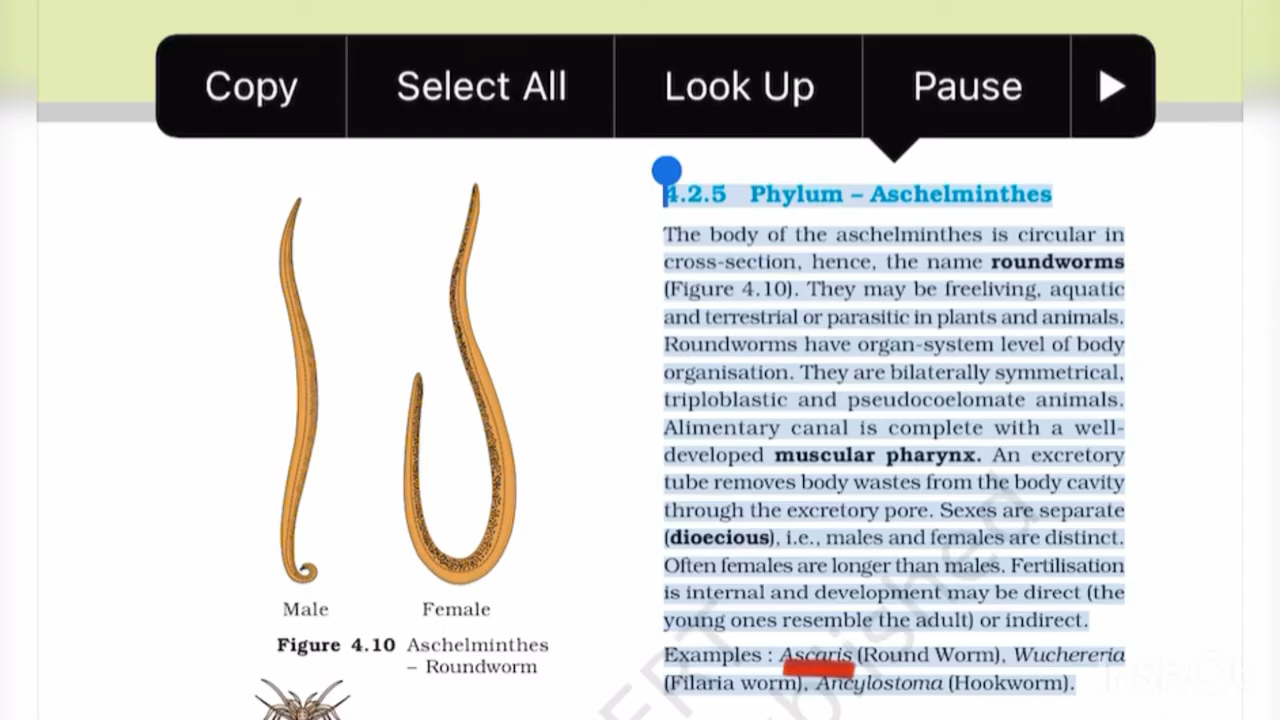 Copy
Select All
Look Up
Pause
4.2.5 Phylum – Aschelminthes
The body of the aschelminthes is circular in
cross-section, hence, the name roundworms
(Figure 4.10). They may be freeliving, aquatic
and terrestrial or parasitic in plants and animals.
Roundworms have organ-system level of body
organisation. They are bilaterally symmetrical,
triploblastic and pseudocoelomate animals.
Alimentary canal is complete with a well-
developed muscular pharynx. An excretory
tube removes body wastes from the body cavity
through the excretory pore. Sexes are separate
(dioecious), i.e., males and females are distinct.
Often females are longer than males. Fertilisation
is internal and development may be direct (the
young ones resemble the adult) or indirect.
Examples : Ascaris (Round Worm), Wuchereria
(Filaria worm), Ancylostoma (Hookworm).
Male
Female
Figure 4.10 Aschelminthes
– Roundworm